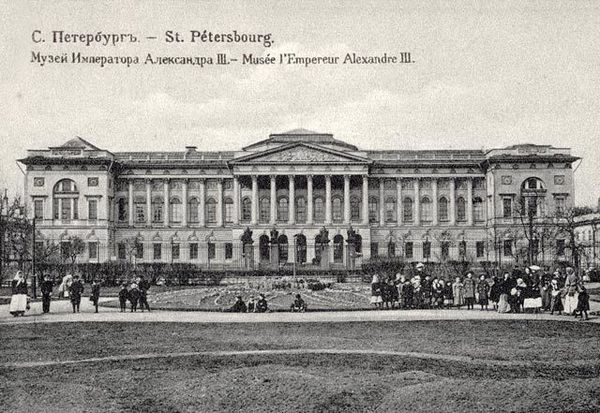 С. Петербургъ. – St. Pétersbourg.
Музей Императора Александра III. – Musée l'Empereur Alexandre III.